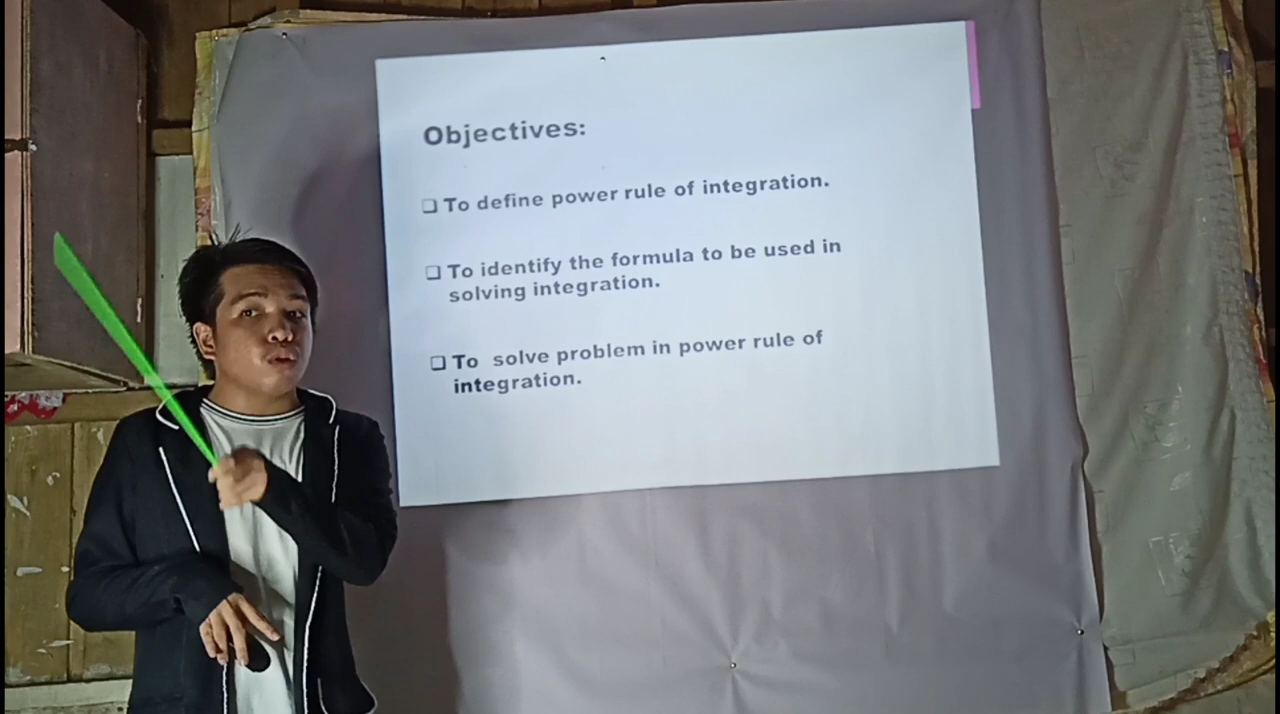 Objectives:
❑ To define power rule of integration.
❑ To identify the formula to be used in
solving integration.
❑ To solve problem in power rule of
integration.